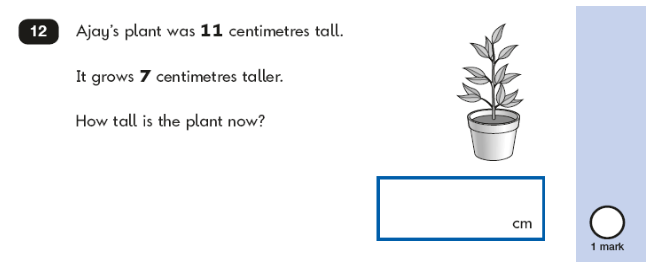 12 Ajay's plant was 11 centimetres tall.
It grows 7 centimetres taller.
How tall is the plant now?
cm
1 mark